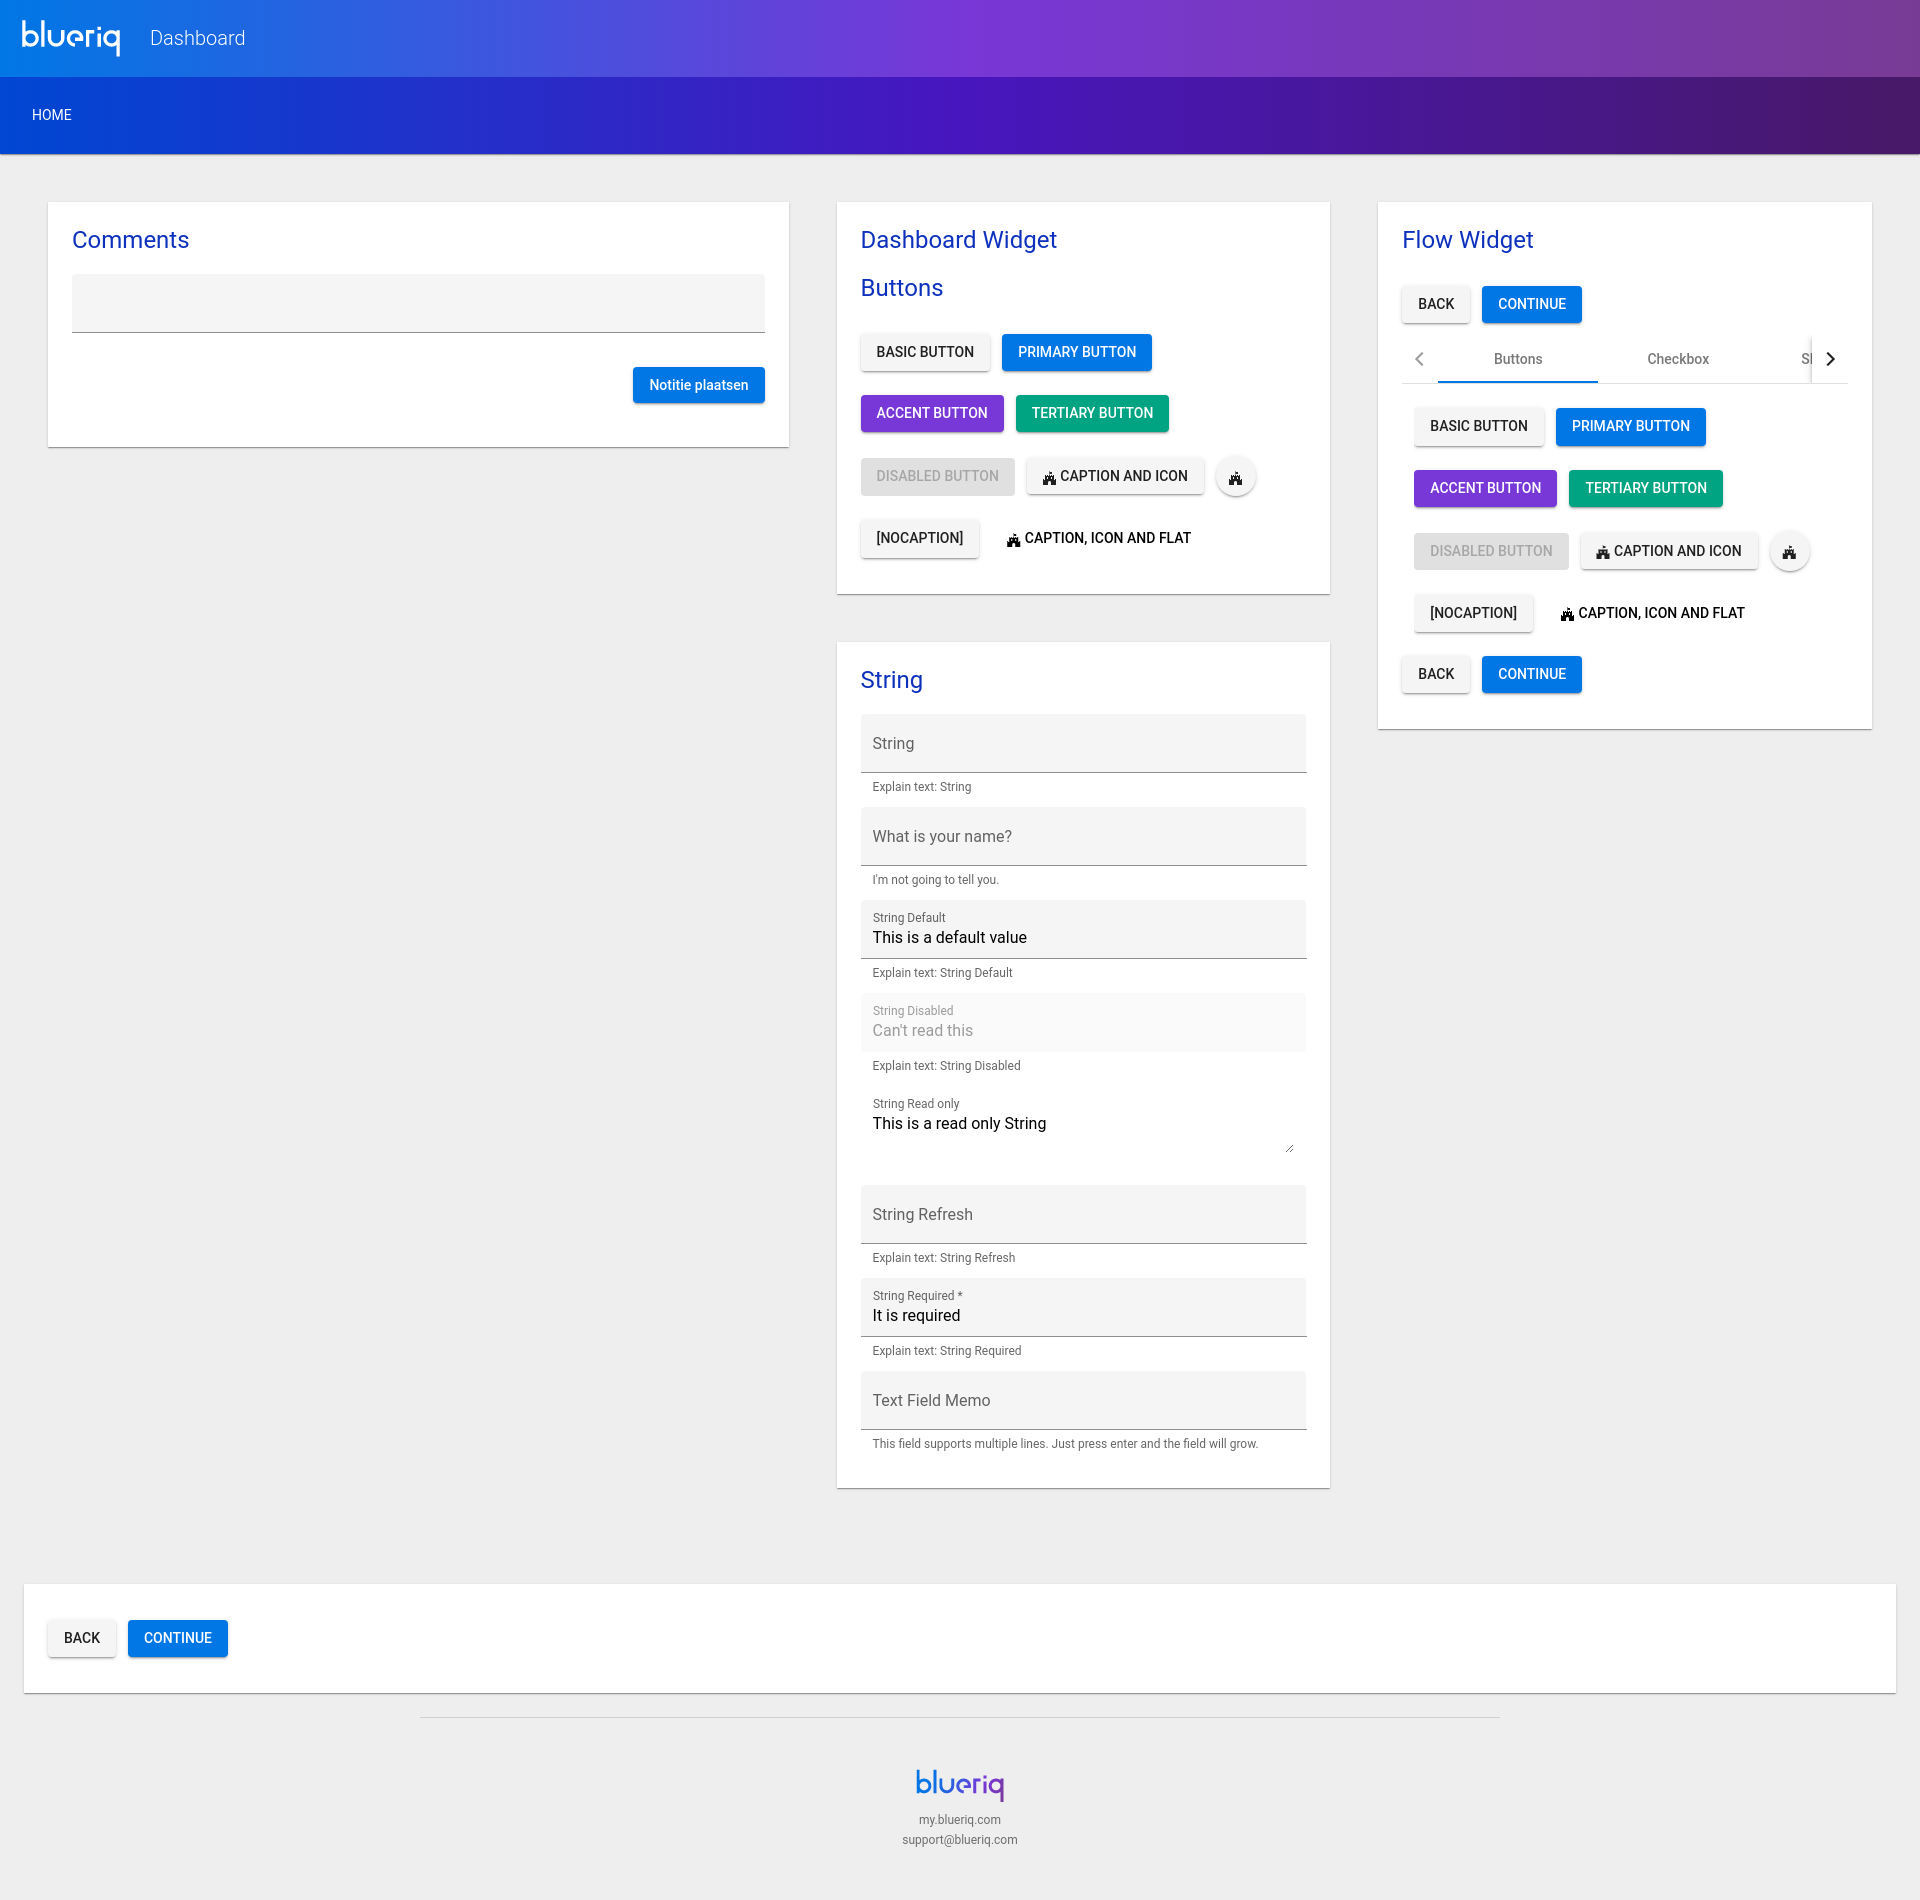 blueriq Dashboard
HOME
Comments
Notitie plaatsen
Dashboard Widget
Buttons
BASIC BUTTON PRIMARY BUTTON
ACCENT BUTTON TERTIARY BUTTON
DISABLED BUTTON CAPTION AND ICON
[NOCAPTION] CAPTION, ICON AND FLAT
String
String
Explain text: String
What is your name?
I'm not going to tell you.
String Default
This is a default value
Explain text: String Default
String Disabled
Can't read this
Explain text: String Disabled
String Read only
This is a read only String
String Refresh
Explain text: String Refresh
String Required *
It is required
Explain text: String Required
Text Field Memo
This field supports multiple lines. Just press enter and the field will grow.
Flow Widget
BACK CONTINUE
Buttons Checkbox
BASIC BUTTON PRIMARY BUTTON
ACCENT BUTTON TERTIARY BUTTON
DISABLED BUTTON CAPTION AND ICON
[NOCAPTION] CAPTION, ICON AND FLAT
BACK CONTINUE
BACK CONTINUE
blueriq
my.blueriq.com
support@blueriq.com